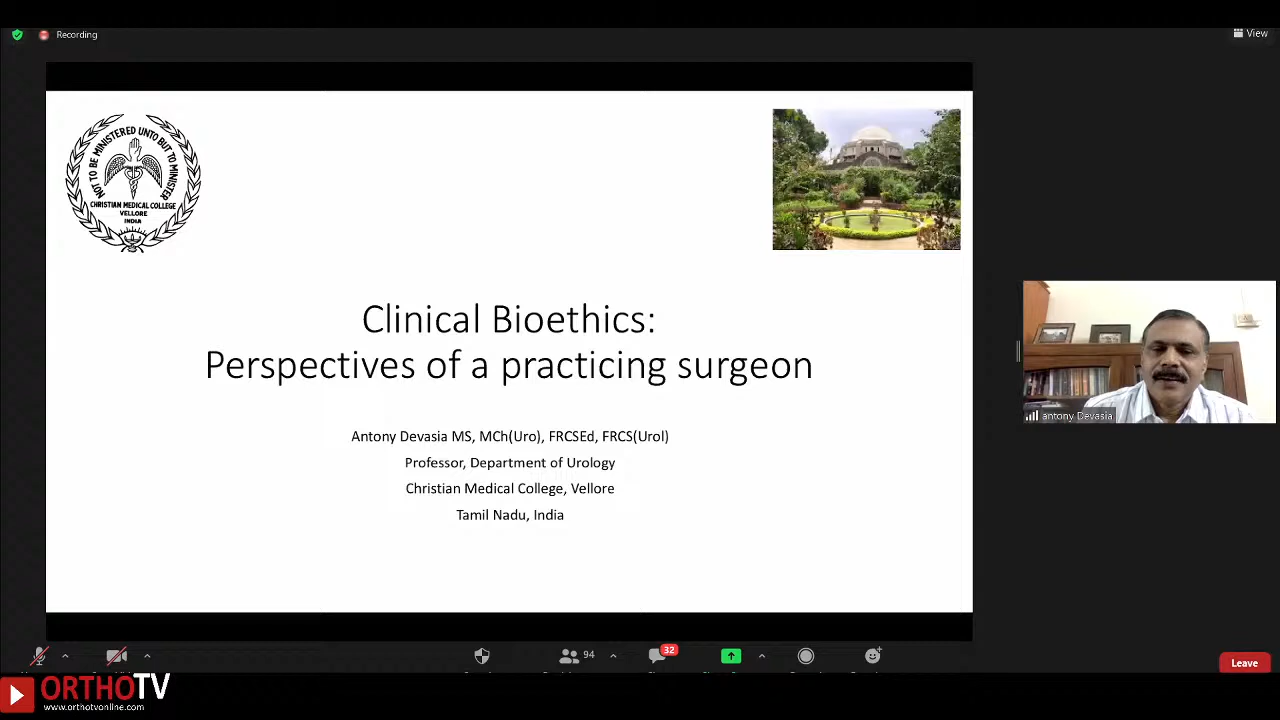 Recording
View
NOT TO BE MINISTERED UNTO BUT TO MINISTER
CHRISTIAN MEDICAL COLLEGE
VELLORE
INDIA
Clinical Bioethics:
Perspectives of a practicing surgeon
Antony Devasia MS, MCh(Uro), FRCSEd, FRCS(Urol)
Professor, Department of Urology
Christian Medical College, Vellore
Tamil Nadu, India
antony Devasia
94
32
Leave
ORTHOTV
www.orthotvonline.com